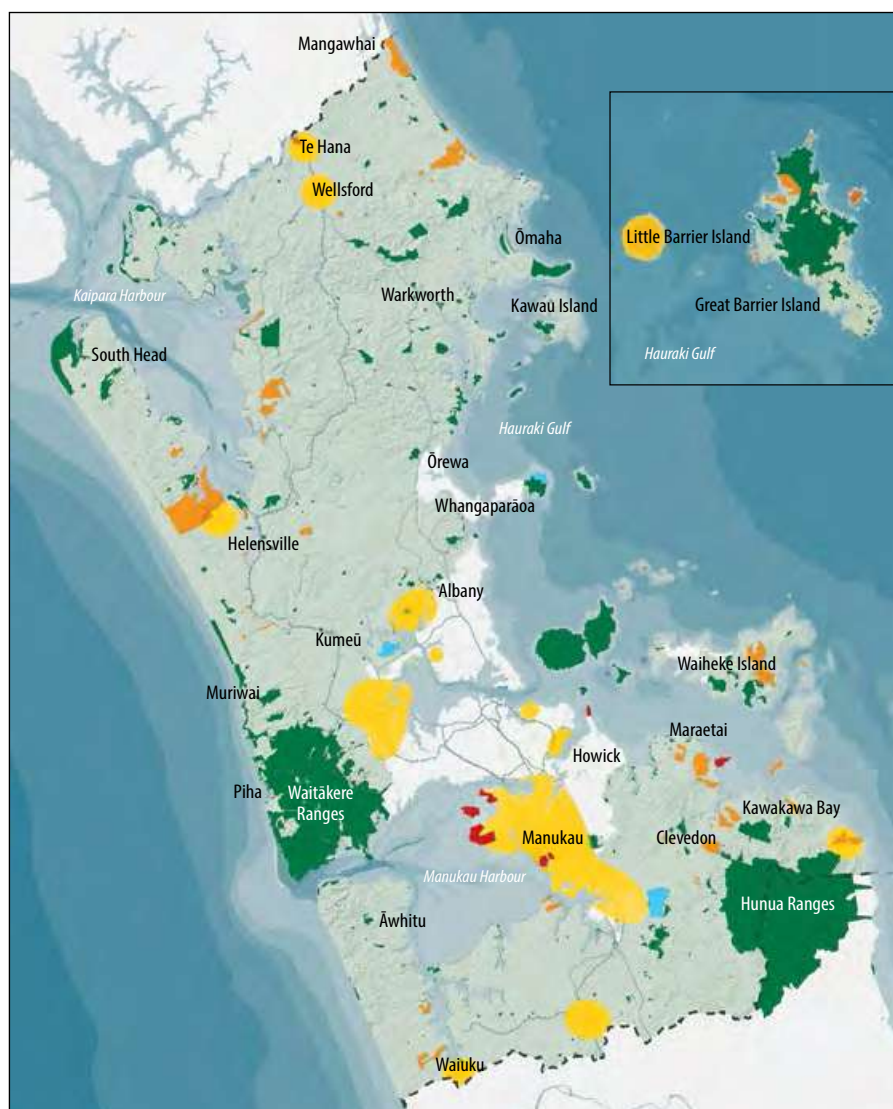 Mangawhai
Te Hana
Wellsford
Little Barrier Island
Ōmaha
Kaipara Harbour
Warkworth
Kawau Island
Great Barrier Island
South Head
Hauraki Gulf
Hauraki Gulf
Ōrewa
Whangaparāoa
Helensville
Albany
Kumeū
Waiheke Island
Muriwai
Maraetai
Howick
Piha
Waitākere
Ranges
Kawakawa Bay
Manukau
Clevedon
Manukau Harbour
Hunua Ranges
Āwhitu
Waiuku